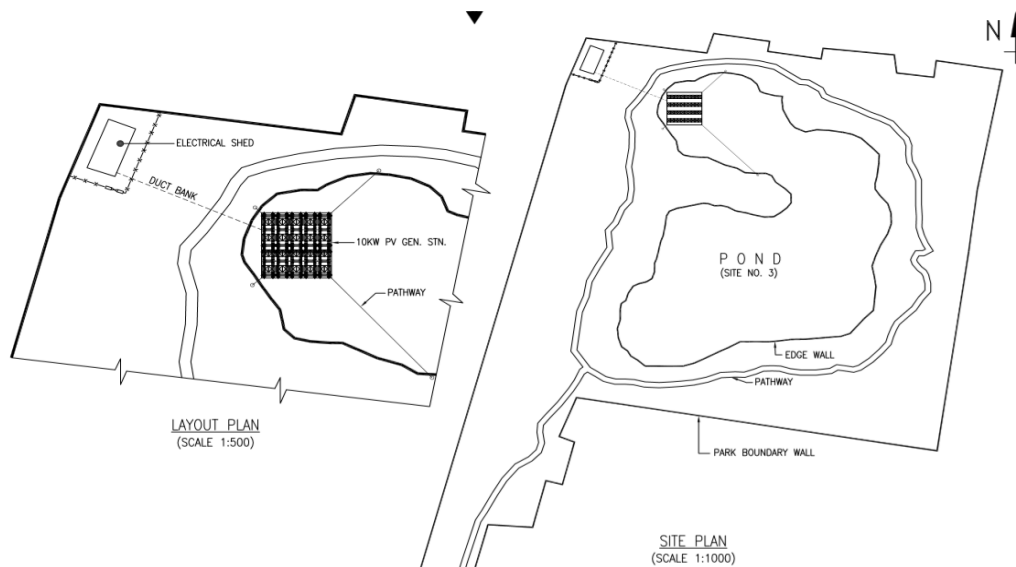 ELECTRICAL SHED
DUCT BANK
10KW PV GEN. STN.
PATHWAY
LAYOUT PLAN
(SCALE 1:500)
N
POND
(SITE NO. 3)
EDGE WALL
PATHWAY
PARK BOUNDARY WALL
SITE PLAN
(SCALE 1:1000)